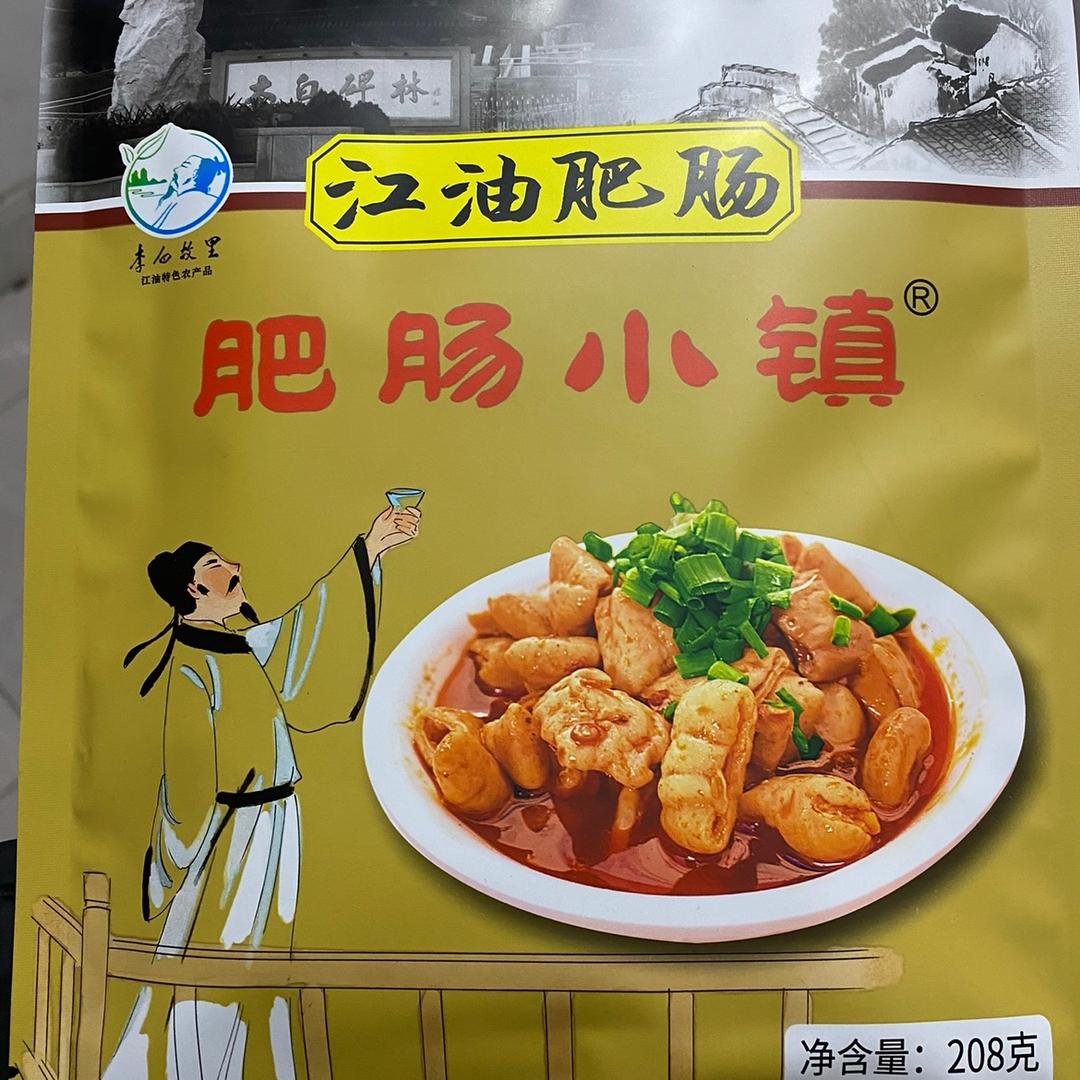 太白碑林
江油肥肠
李白故里
江油特色农产品
肥肠小镇®
净含量：208克